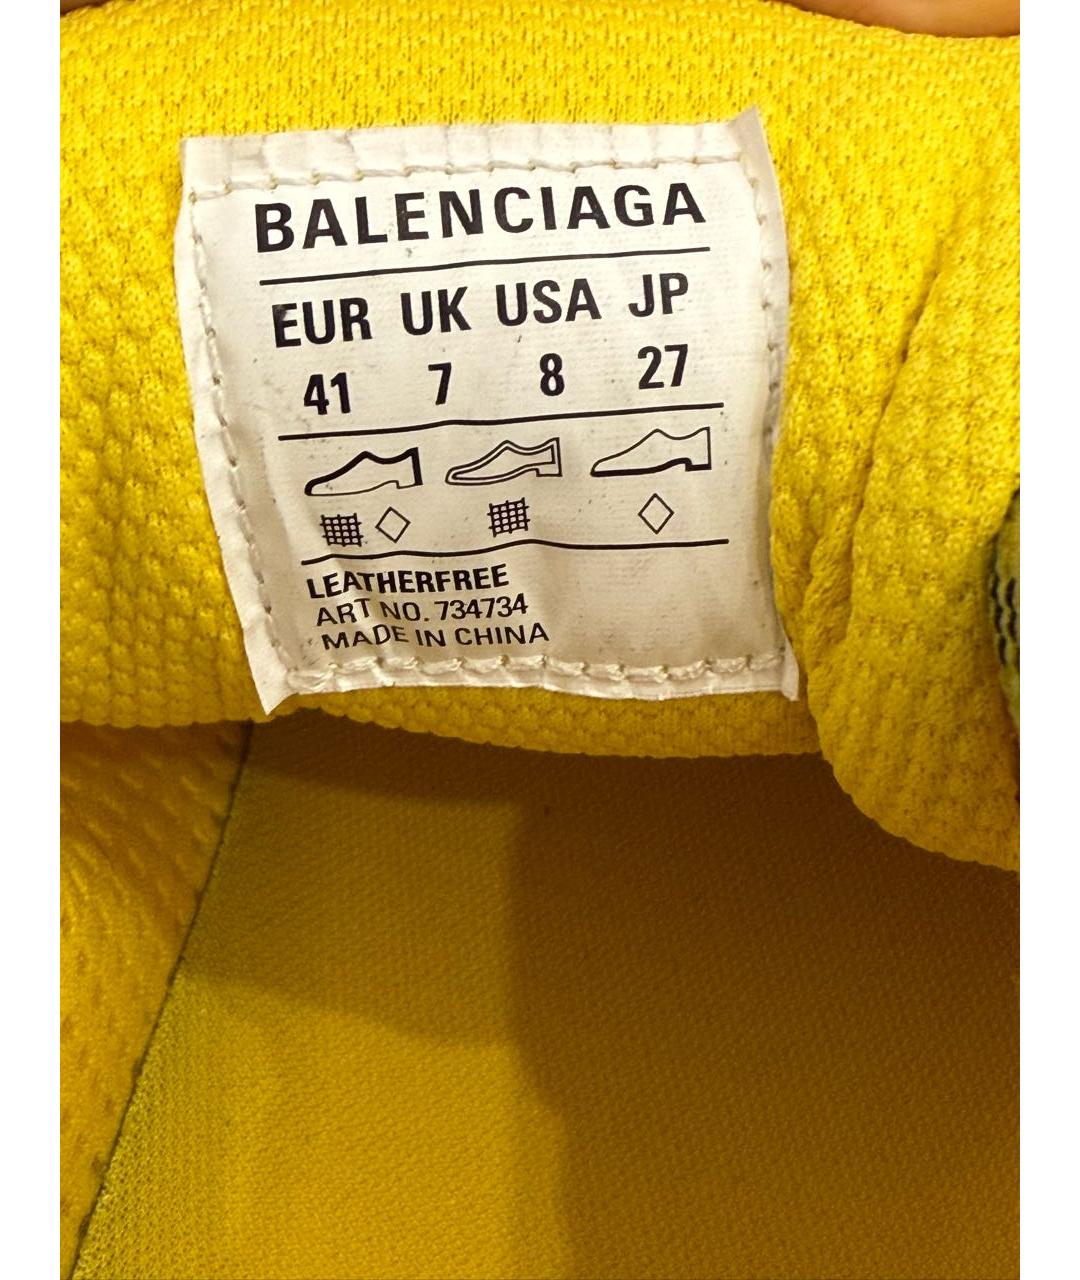 BALENCIAGA
EUR UK USA JP
41 7 8 27
LEATHERFREE
ART NO. 734734
MADE IN CHINA